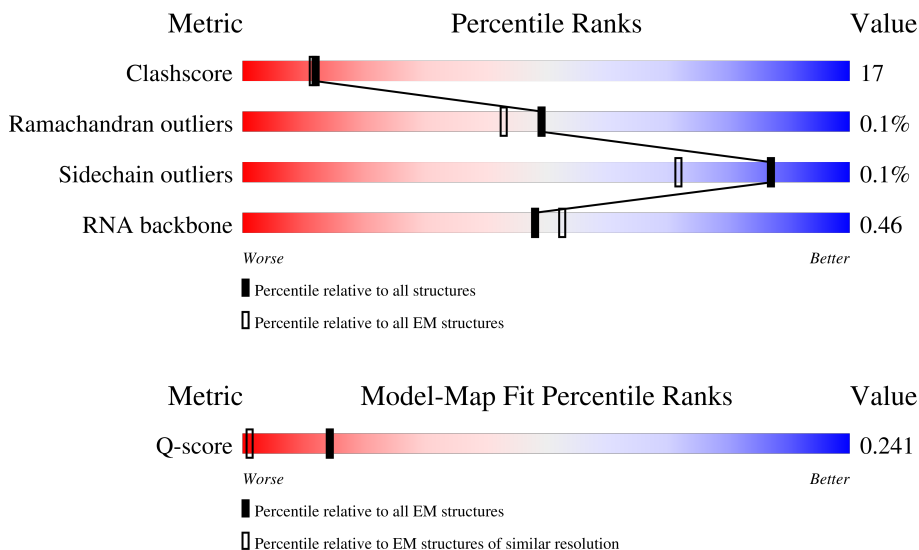 Metric Percentile Ranks Value
Clashscore 17
Ramachandran outliers 0.1%
Sidechain outliers 0.1%
RNA backbone 0.46
Worse Better
Percentile relative to all structures
Percentile relative to all EM structures
Metric Model-Map Fit Percentile Ranks Value
Q-score 0.241
Worse Better
Percentile relative to all EM structures
Percentile relative to EM structures of similar resolution